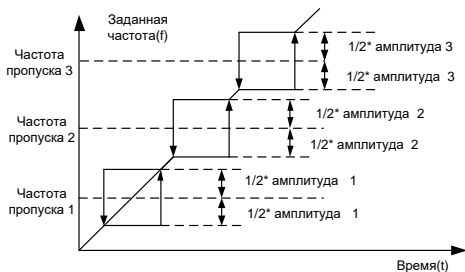 Заданная
частота(f)
Частота
пропуска 3
1/2* амплитуда 3
1/2* амплитуда 3
Частота
пропуска 2
1/2* амплитуда 2
1/2* амплитуда 2
Частота
пропуска 1
1/2* амплитуда 1
1/2* амплитуда 1
Время(t)